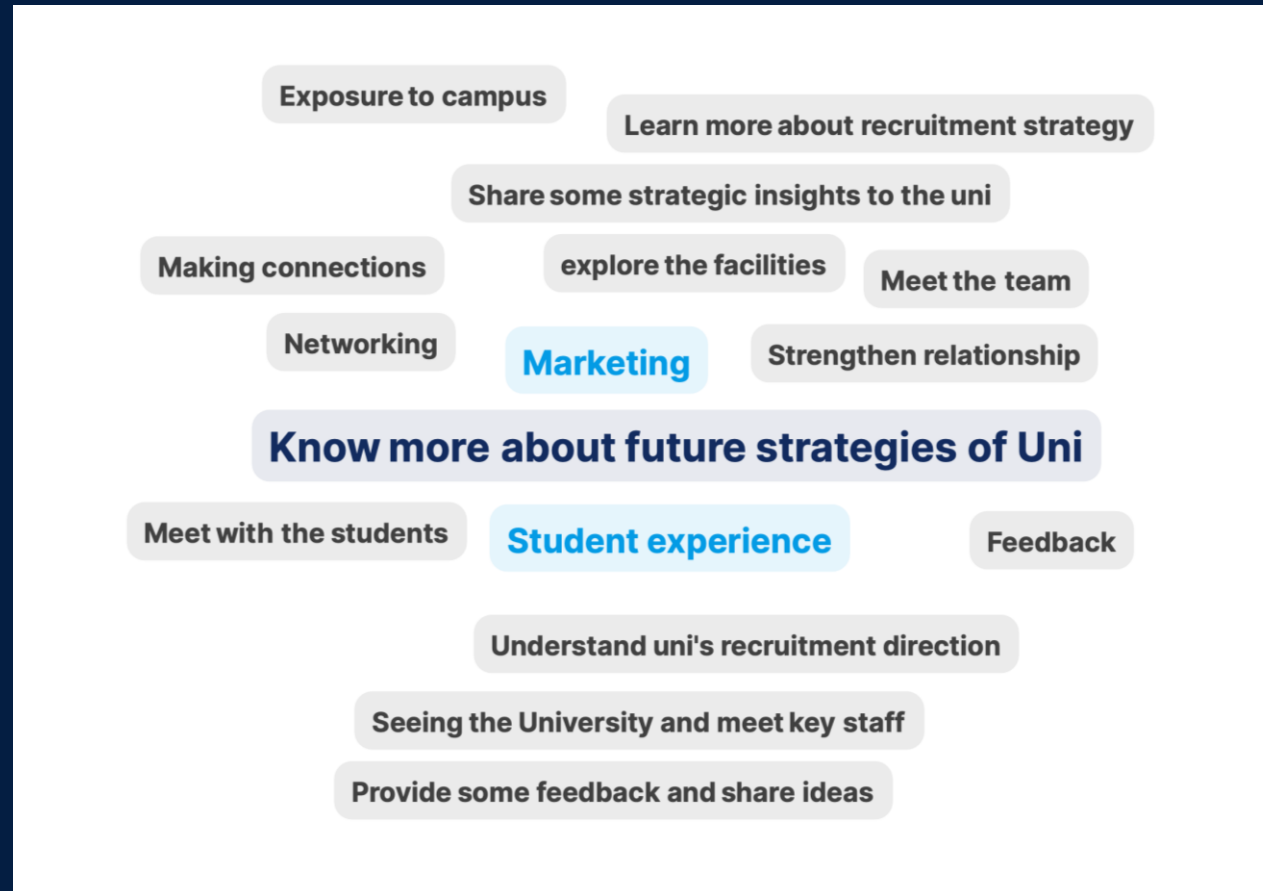 Exposure to campus
Learn more about recruitment strategy
Share some strategic insights to the uni
Making connections
explore the facilities
Meet the team
Networking
Marketing
Strengthen relationship
Know more about future strategies of Uni
Meet with the students
Student experience
Feedback
Understand uni's recruitment direction
Seeing the University and meet key staff
Provide some feedback and share ideas